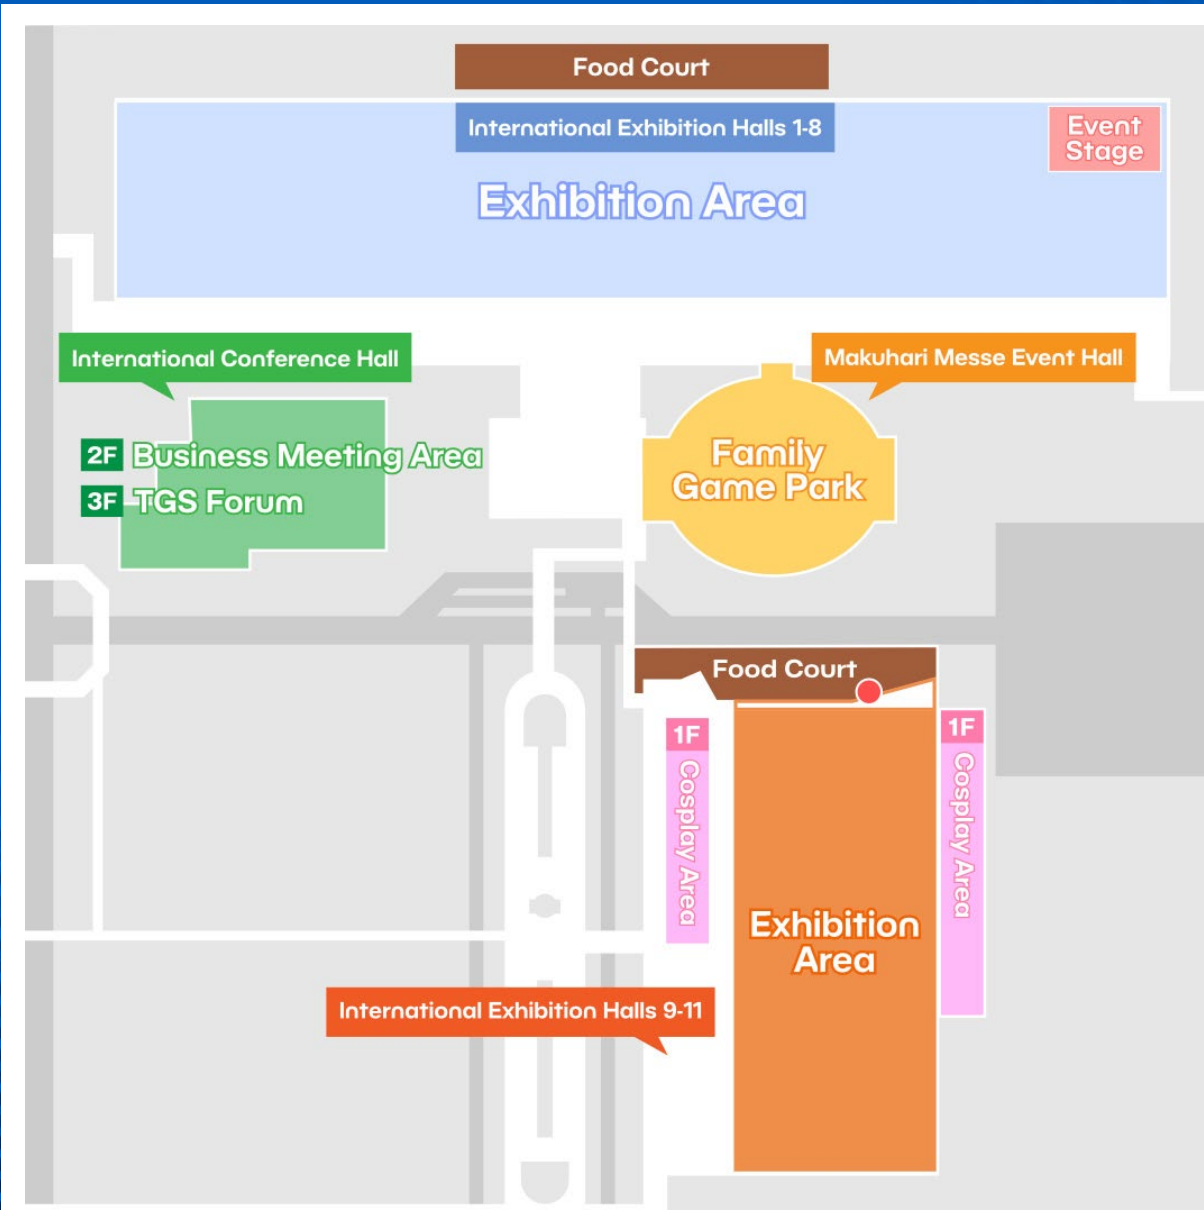 Food Court
International Exhibition Halls 1-8
Event
Stage
Exhibition Area
International Conference Hall
Makuhari Messe Event Hall
2F Business Meeting Area
3F TGS Forum
Family
Game Park
Food Court
1F
Cosplay Area
1F
Cosplay Area
Exhibition
Area
International Exhibition Halls 9-11